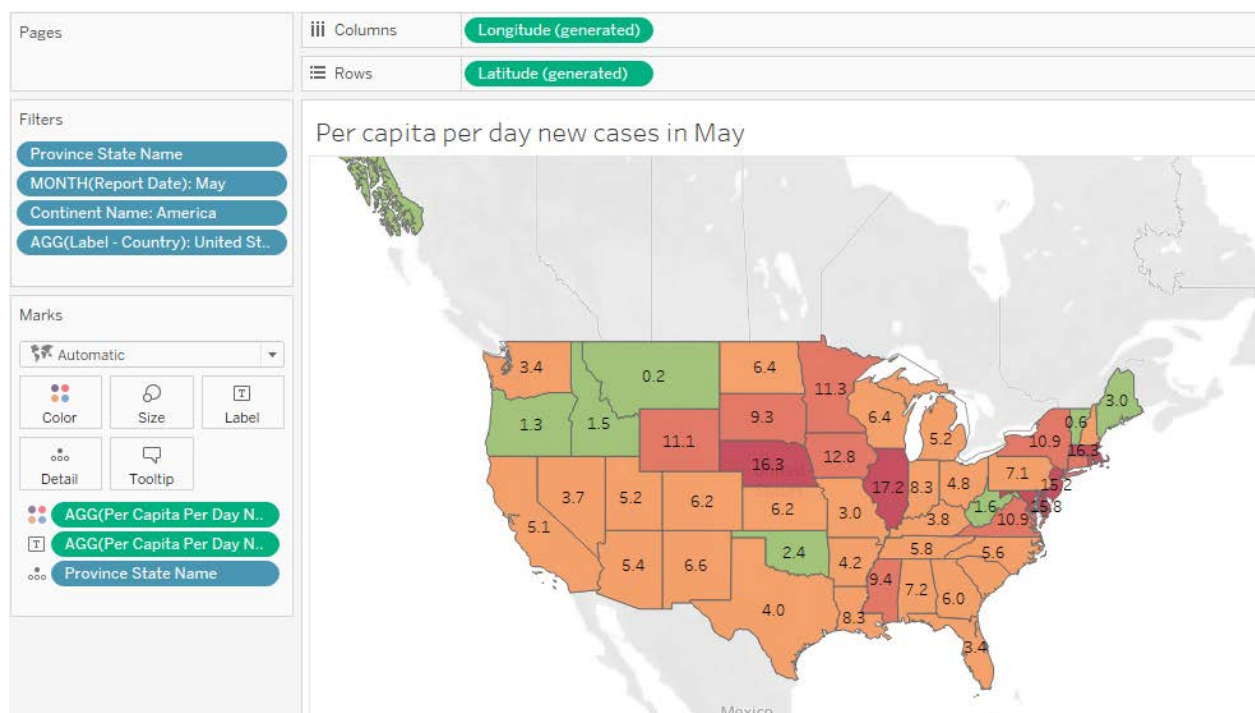 Pages
Columns
Longitude (generated)
Rows
Latitude (generated)
Filters
Province State Name
MONTH(Report Date): May
Continent Name: America
AGG(Label - Country): United St..
Marks
Automatic
Color
Size
Label
Detail
Tooltip
AGG(Per Capita Per Day N..
AGG(Per Capita Per Day N..
Province State Name
Per capita per day new cases in May
3.4
0.2
6.4
11.3
3.0
1.3
1.5
9.3
6.4
5.2
0.6
10.9
11.1
12.8
16.3
16.3
7.1
3.7
5.2
6.2
17.2
8.3
4.8
15.2
5.1
6.2
3.0
3.8
1.6
15.8
10.9
5.4
6.6
2.4
4.2
5.8
5.6
4.0
8.3
9.4
7.2
6.0
3.4
Mexico